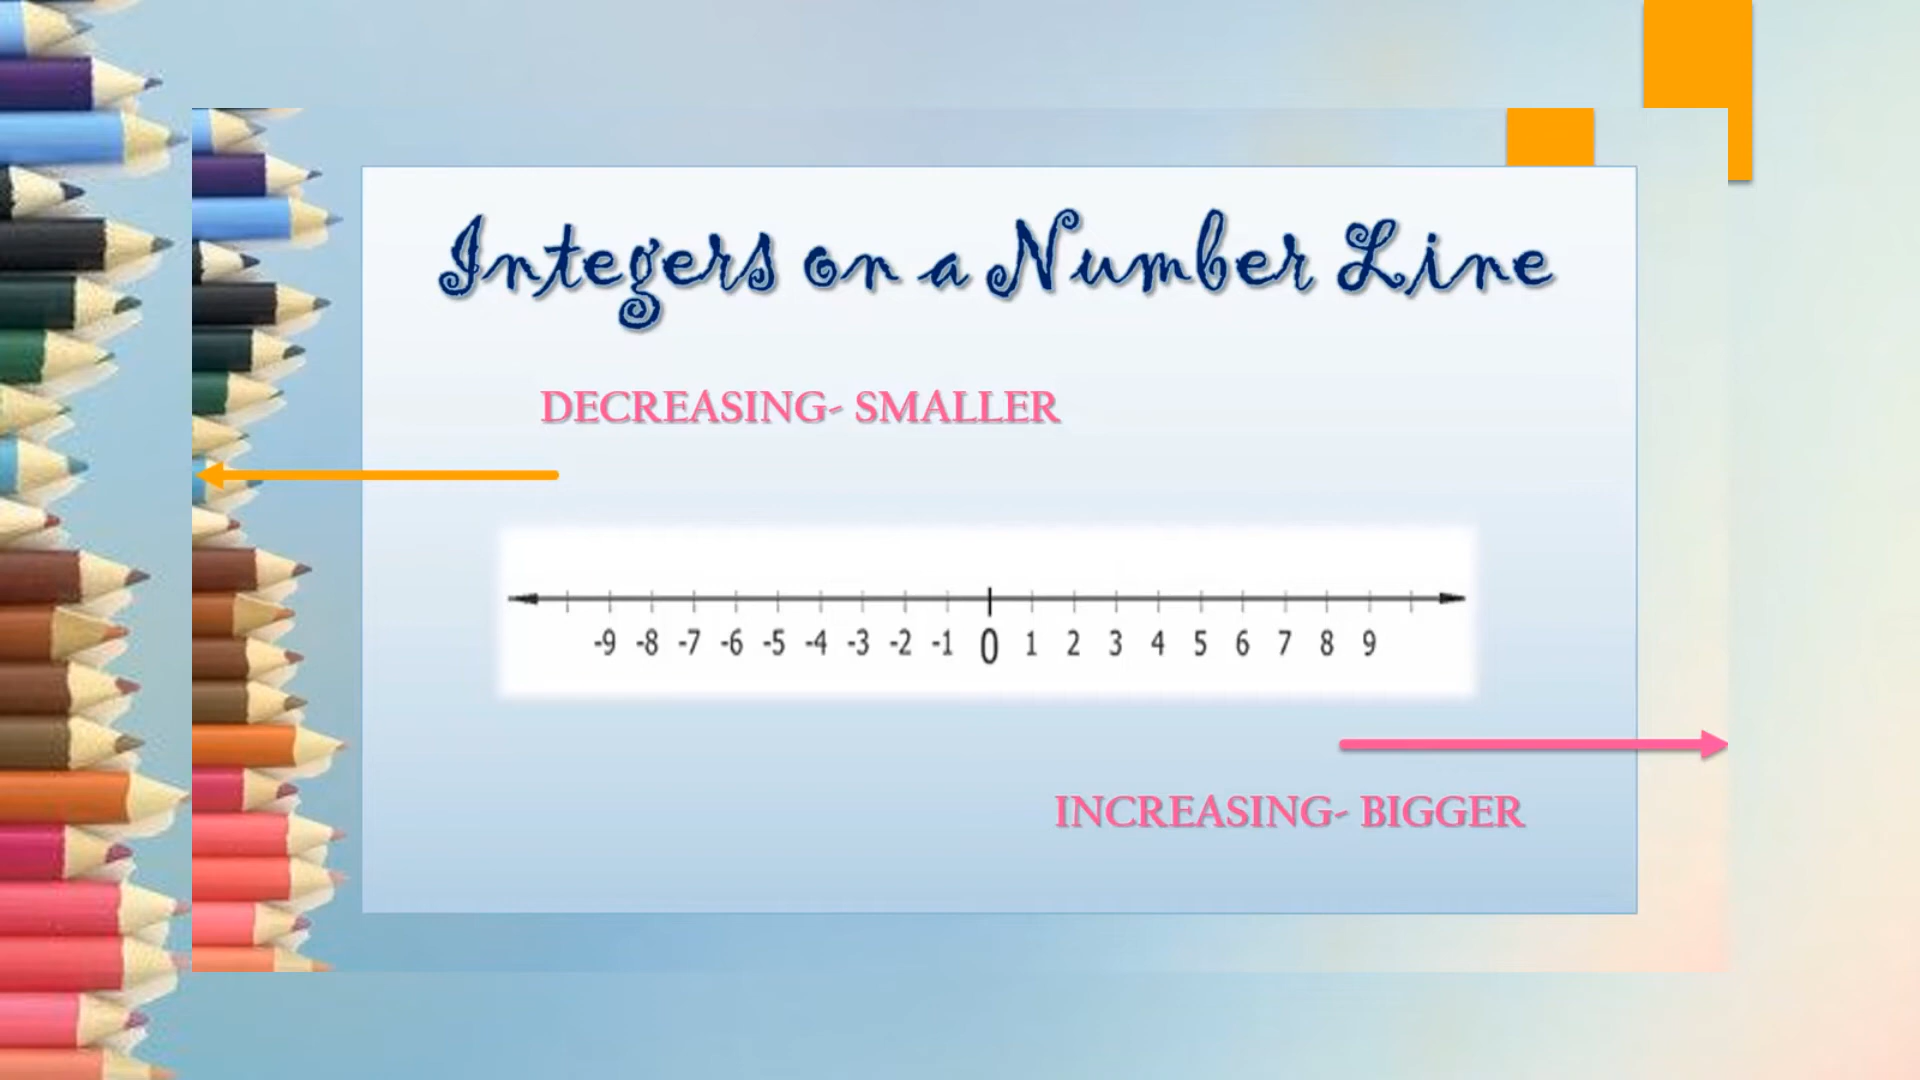 Integers on a Number Line
DECREASING- SMALLER
-9 -8 -7 -6 -5 -4 -3 -2 -1 0 1 2 3 4 5 6 7 8 9
INCREASING- BIGGER